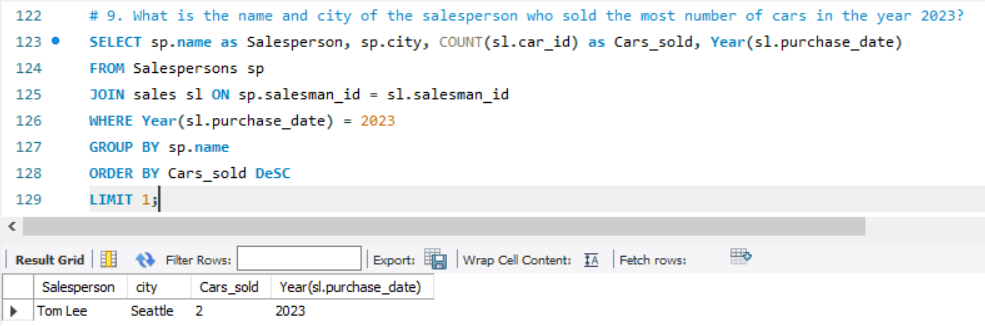 122 # 9. What is the name and city of the salesperson who sold the most number of cars in the year 2023?
123 SELECT sp.name as Salesperson, sp.city, COUNT(sl.car_id) as Cars_sold, Year(sl.purchase_date)
124 FROM Salespersons sp
125 JOIN sales sl ON sp.salesman_id = sl.salesman_id
126 WHERE Year(sl.purchase_date) = 2023
127 GROUP BY sp.name
128 ORDER BY Cars_sold DeSC
129 LIMIT 1;
Result Grid Filter Rows: Export: Wrap Cell Content: Fetch rows:
Salesperson city Cars_sold Year(sl.purchase_date)
Tom Lee Seattle 2 2023